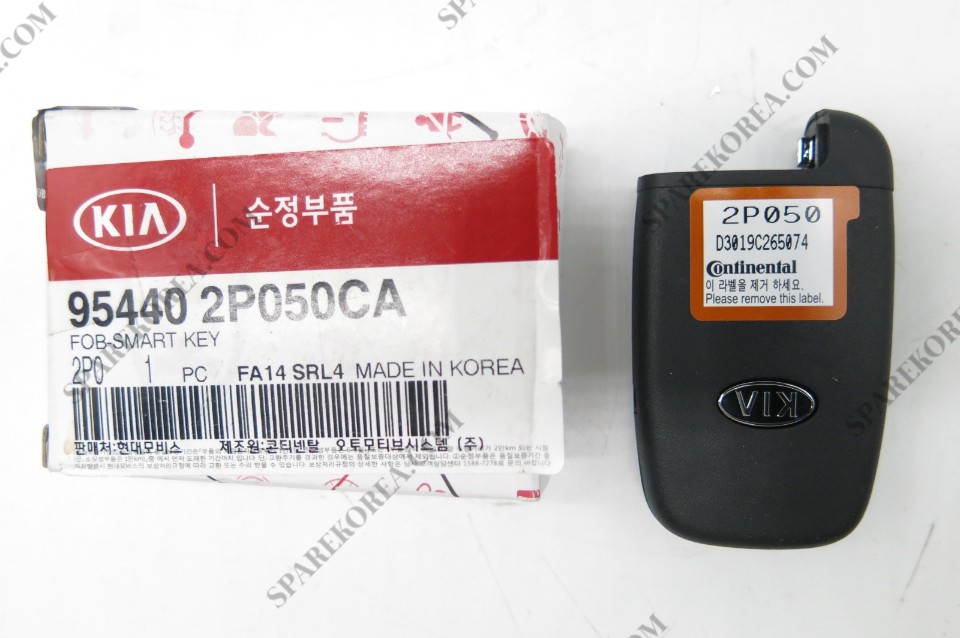 KIA
순정부품
95440 2P050CA
FOB-SMART KEY
2P0 1 PC FA14 SRL4 MADE IN KOREA
판매처:현대모비스 제조원:콘티넨탈 오토모티브시스템 (주)
2P050
D3019C265074
Continental
이 라벨을 제거 하세요.
Please remove this label.
KIA
SPAREKOREA.COM